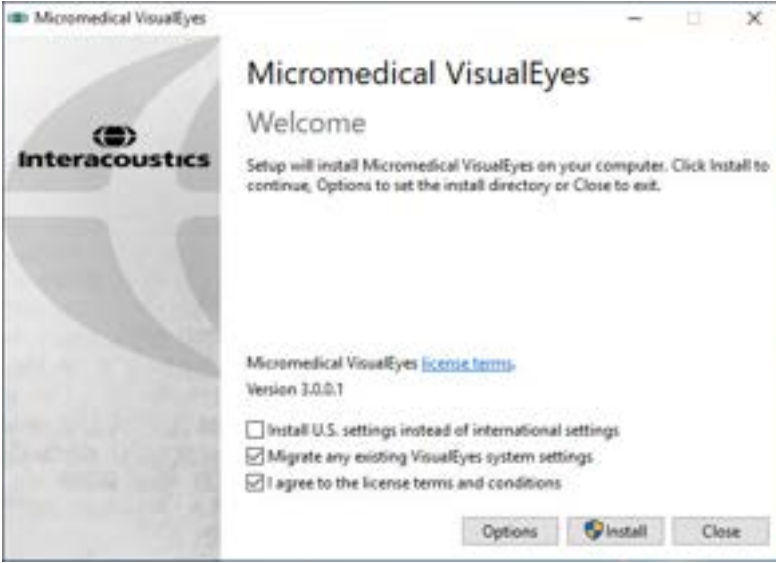 Micromedical VisualEyes
Interacoustics
Micromedical VisualEyes
Welcome
Setup will install Micromedical VisualEyes on your computer. Click Install to
continue, Options to set the install directory or Close to exit.
Micromedical VisualEyes license terms.
Version 3.0.0.1
Install U.S. settings instead of international settings
Migrate any existing VisualEyes system settings
I agree to the license terms and conditions
Options Install Close